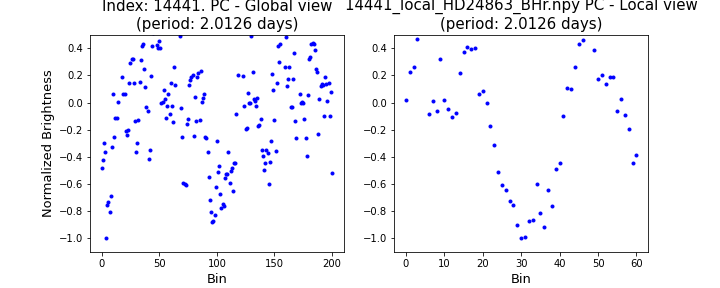 Index: 14441. PC - Global view
(period: 2.0126 days)
14441_local_HD24863_BHr.npy PC - Local view
(period: 2.0126 days)
Normalized Brightness
0.4
0.2
0.0
−0.2
−0.4
−0.6
−0.8
−1.0
0 50 100 150 200
Bin
0.4
0.2
0.0
−0.2
−0.4
−0.6
−0.8
−1.0
0 10 20 30 40 50 60
Bin